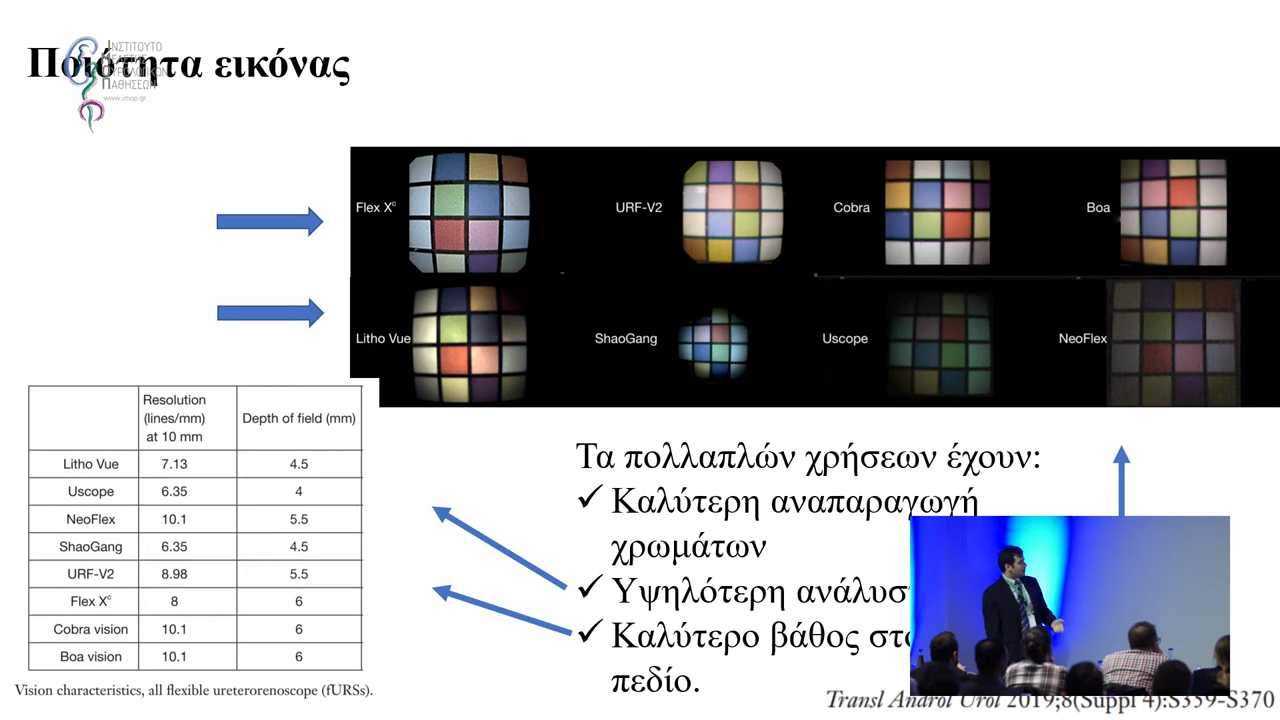 Ποιότητα εικόνας
ΙΝΣΤΙΤΟΥΤΟ
ΜΕΛΕΤΗΣ
ΟΥΡΟΛΟΓΙΚΩΝ
ΠΑΘΗΣΕΩΝ
www.imop.gr
Flex Xᶜ URF-V2 Cobra Boa
Litho Vue ShaoGang Uscope NeoFlex
Resolution (lines/mm) at 10 mm Depth of field (mm)
Litho Vue 7.13 4.5
Uscope 6.35 4
NeoFlex 10.1 5.5
ShaoGang 6.35 4.5
URF-V2 8.98 5.5
Flex Xᶜ 8 6
Cobra vision 10.1 6
Boa vision 10.1 6
Vision characteristics, all flexible ureterorenoscope (fURSs).
Τα πολλαπλών χρήσεων έχουν:
✓ Καλύτερη αναπαραγωγή
χρωμάτων
✓ Υψηλότερη
✓ Καλύτερο βάθος
πεδίο.
Transl Androl Urol 2019;8(Suppl 4):S359-S370